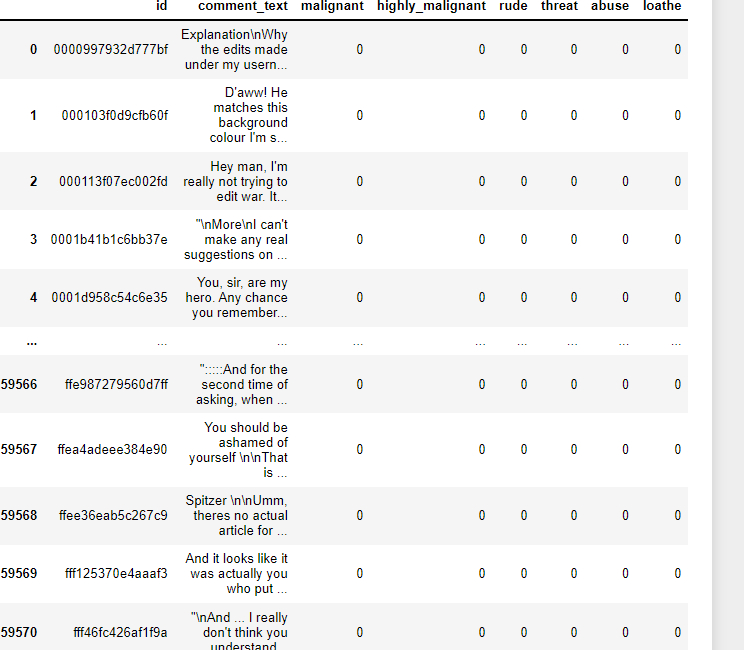 id comment_text malignant highly_malignant rude threat abuse loathe
0 0000997932d777bf Explanation\nWhy the edits made under my usern... 0 0 0 0 0 0
1 000103f0d9cfb60f D'aww! He matches this background colour I'm s... 0 0 0 0 0 0
2 000113f07ec002fd Hey man, I'm really not trying to edit war. It... 0 0 0 0 0 0
3 0001b41b1c6bb37e "\nMore\nI can't make any real suggestions on ... 0 0 0 0 0 0
4 0001d958c54c6e35 You, sir, are my hero. Any chance you remember... 0 0 0 0 0 0
... ... ... ... ... ... ... ... ...
59566 ffe987279560d7ff ":::::And for the second time of asking, when ... 0 0 0 0 0 0
59567 ffea4adeee384e90 You should be ashamed of yourself \n\nThat is ... 0 0 0 0 0 0
59568 ffee36eab5c267c9 Spitzer \n\nUmm, theres no actual article for ... 0 0 0 0 0 0
59569 fff125370e4aaaf3 And it looks like it was actually you who put ... 0 0 0 0 0 0
59570 fff46fc426af1f9a "\nAnd ... I really don't think you understand... 0 0 0 0 0 0